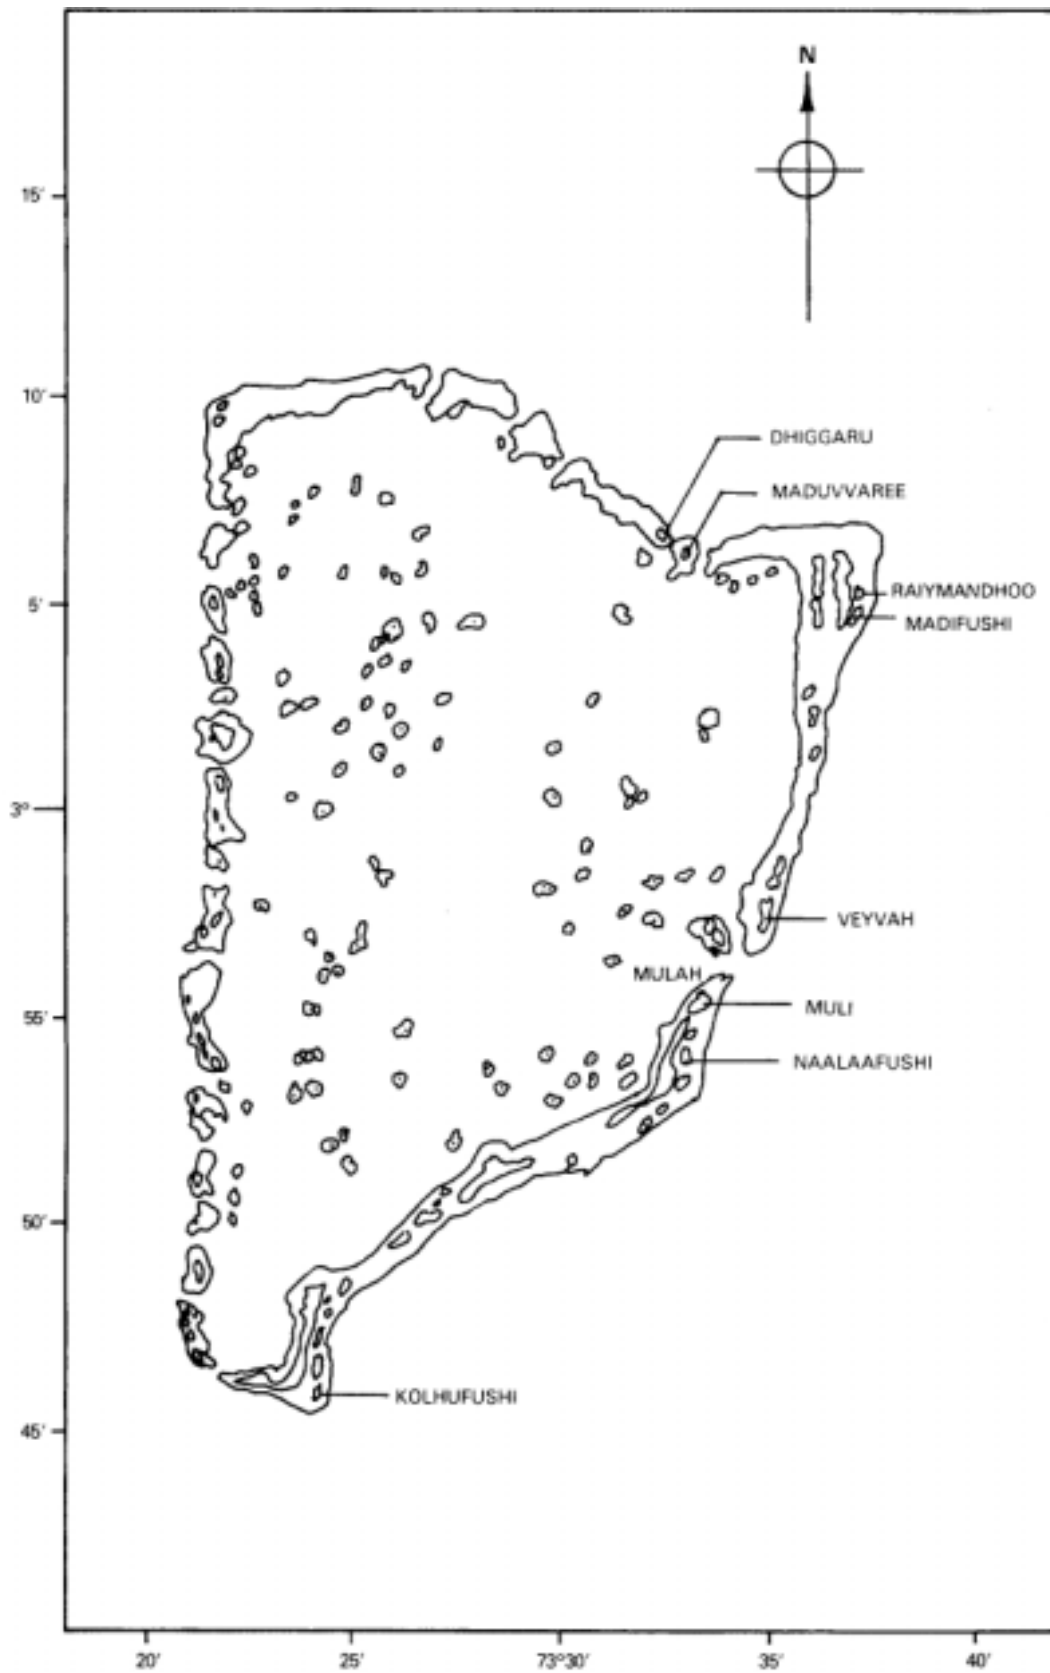 N
15'
10'
DHIGGARU
MADUVVAREE
RAIYMANDHOO
5'
MADIFUSHI
3°
VEYVAH
MULAH
MULI
55'
NAALAAFUSHI
50'
KOLHUFUSHI
45'
20' 25' 73°30' 35' 40'